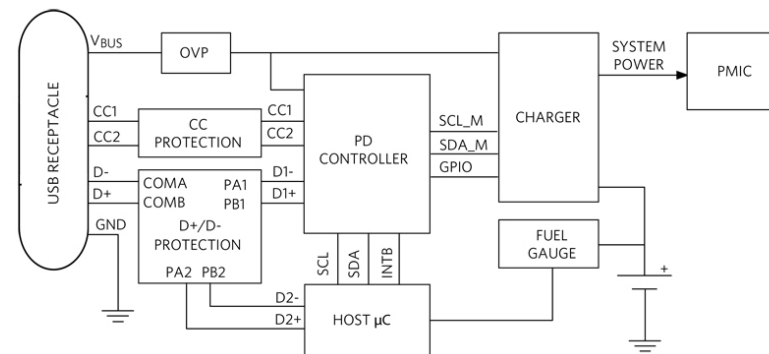 USB RECEPTACLE
VBUS
OVP
CC1
CC2
CC
PROTECTION
CC1
CC2
D-
D+
GND
COMA
COMB
PA1
PB1
D+/D-
PROTECTION
PA2
PB2
D1-
D1+
PD
CONTROLLER
SCL_M
SDA_M
GPIO
CHARGER
SYSTEM
POWER
PMIC
SCL
SDA
INTB
D2-
D2+
HOST µC
FUEL
GAUGE
+